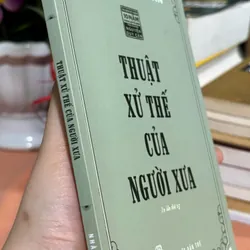 THUẬT
XỬ THẾ
CỦA
NGƯỜI XƯA
THUẬT XỬ THẾ CỦA NGƯỜI XƯA